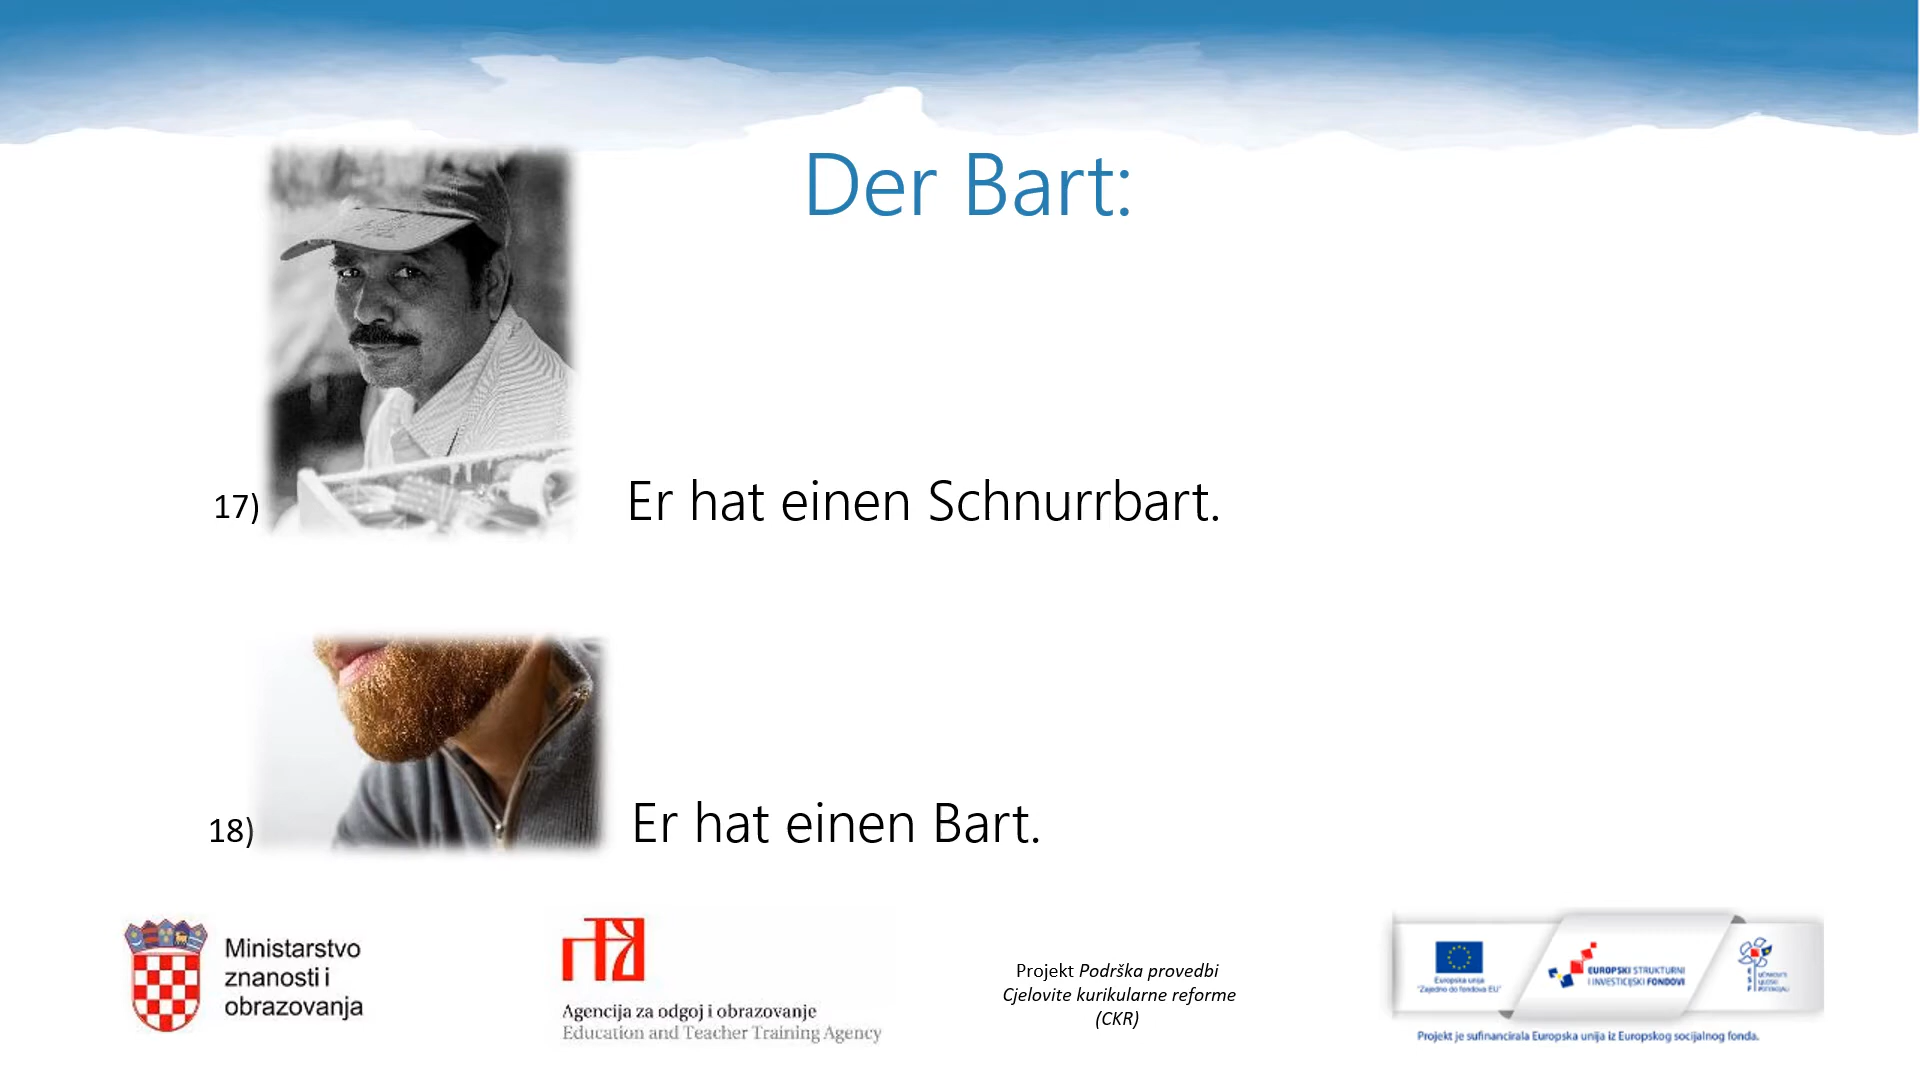 Der Bart:
17)
Er hat einen Schnurrbart.
18)
Er hat einen Bart.
Ministarstvo
znanosti i
obrazovanja
Agencija za odgoj i obrazovanje
Education and Teacher Training Agency
Projekt Podrška provedbi
Cjelovite kurikularne reforme
(CKR)
Europska unija
"Zajedno do fondova EU"
EUROPSKI STRUKTURNI
I INVESTICIJSKI FONDOVI
Projekt je sufinancirala Europska unija iz Europskog socijalnog fonda.